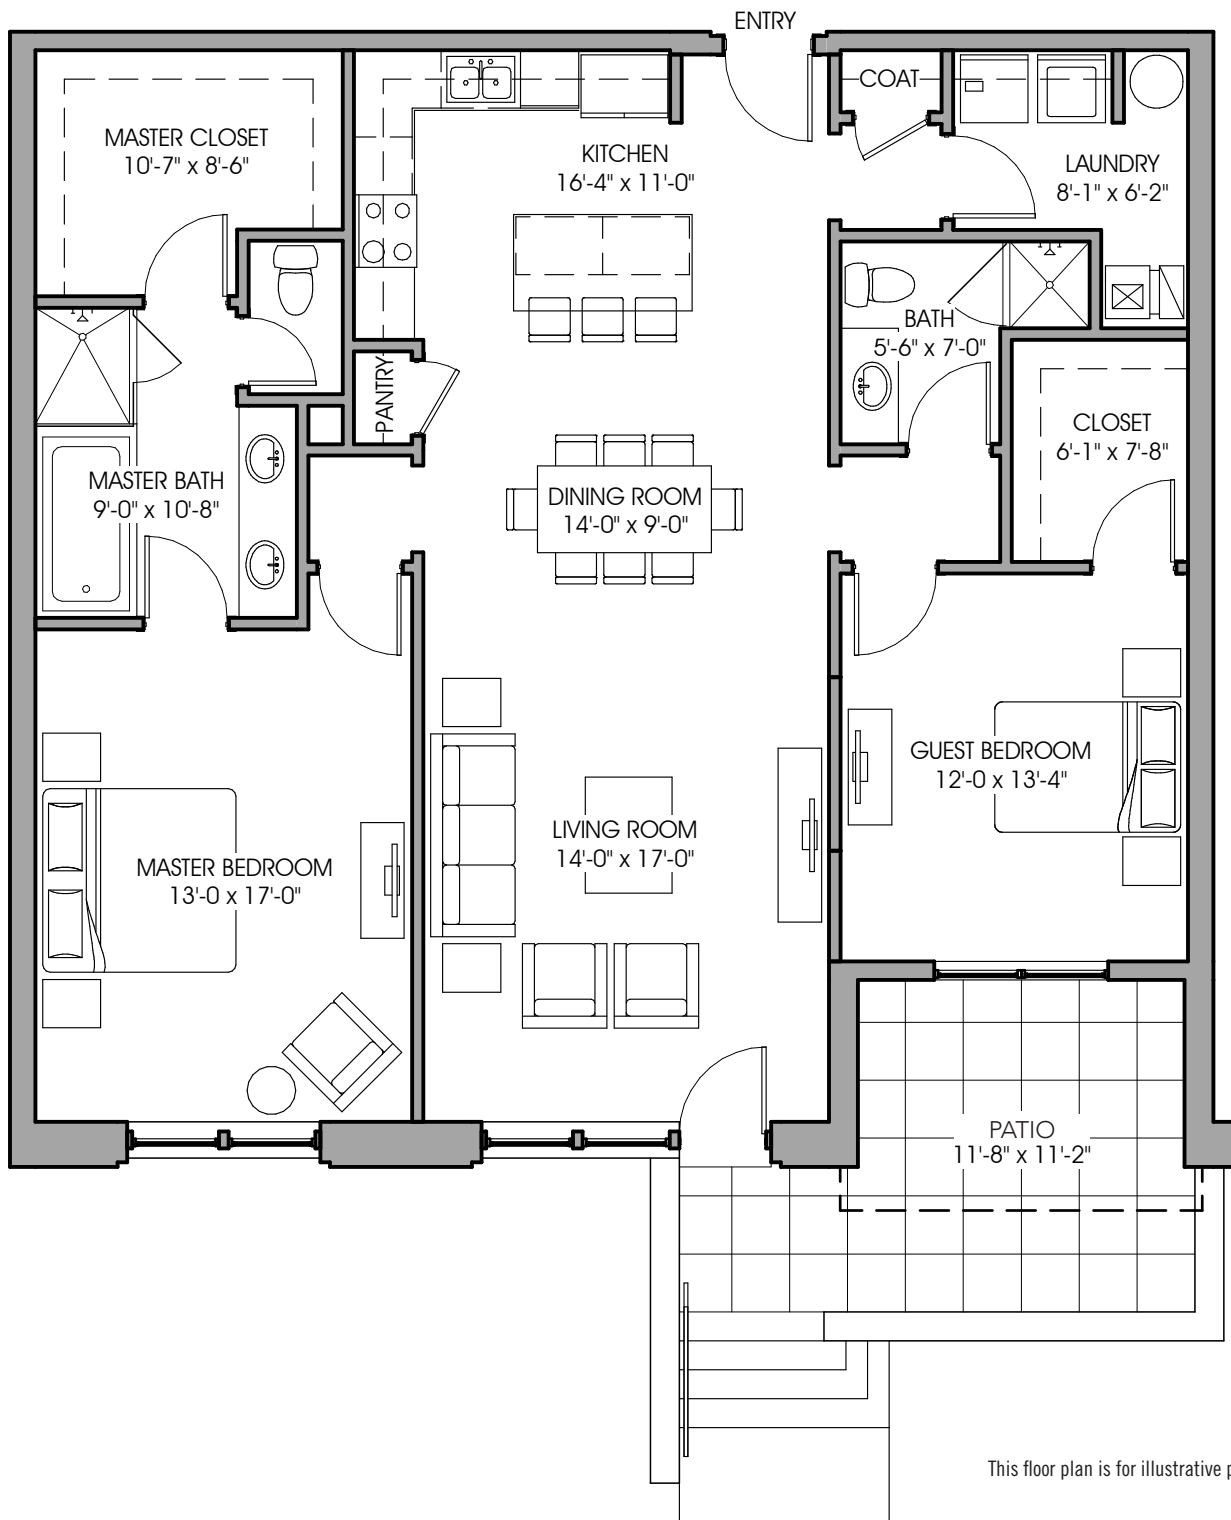 ENTRY
COAT
MASTER CLOSET
10'-7" x 8'-6"
KITCHEN
16'-4" x 11'-0"
LAUNDRY
8'-1" x 6'-2"
BATH
5'-6" x 7'-0"
PANTRY
CLOSET
6'-1" x 7'-8"
MASTER BATH
9'-0" x 10'-8"
DINING ROOM
14'-0" x 9'-0"
GUEST BEDROOM
12'-0 x 13'-4"
LIVING ROOM
14'-0" x 17'-0"
MASTER BEDROOM
13'-0 x 17'-0"
PATIO
11'-8" x 11'-2"
This floor plan is for illustrative